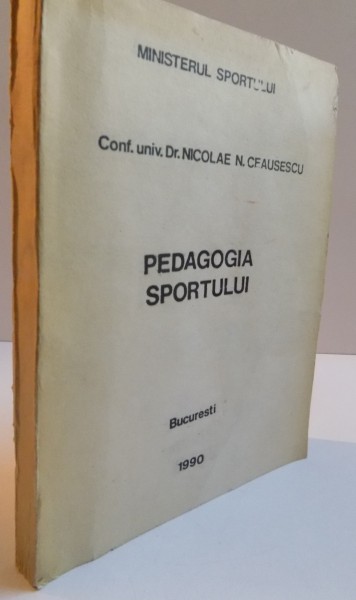 MINISTERUL SPORTULUI
Conf. univ. Dr. NICOLAE N. CEAUSESCU
PEDAGOGIA
SPORTULUI
Bucuresti
1990